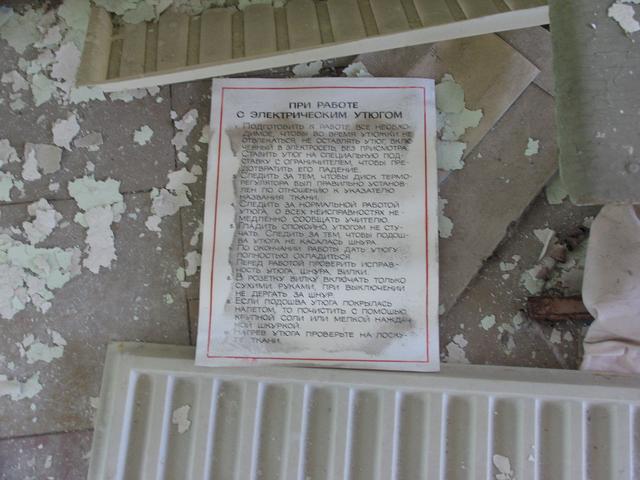 ПРИ РАБОТЕ
С ЭЛЕКТРИЧЕСКИМ УТЮГОМ
1. ПОДГОТОВИТЬ К РАБОТЕ ВСЕ НЕОБХО-
ДИМОЕ, ЧТОБЫ ВО ВРЕМЯ УТЮЖКИ НЕ
ОТВЛЕКАТЬСЯ, НЕ ОСТАВЛЯТЬ УТЮГ ВКЛЮ-
ЧЕННЫЙ В ЭЛЕКТРОСЕТЬ, БЕЗ ПРИСМОТРА.
СТАВИТЬ УТЮГ НА СПЕЦИАЛЬНУЮ ПОД-
СТАВКУ С ОГРАНИЧИТЕЛЕМ, ЧТОБЫ ПРЕ-
ДОТВРАТИТЬ ЕГО ПАДЕНИЕ.
СЛЕДИТЬ ЗА ТЕМ, ЧТОБЫ ДИСК ТЕРМО-
РЕГУЛЯТОРА БЫЛ ПРАВИЛЬНО УСТАНОВ-
ЛЕН ПО ОТНОШЕНИЮ К УКАЗАТЕЛЮ
НАЗВАНИЯ ТКАНИ.
4. СЛЕДИТЬ ЗА НОРМАЛЬНОЙ РАБОТОЙ
УТЮГА, О ВСЕХ НЕИСПРАВНОСТЯХ НЕ-
МЕДЛЕННО СООБЩАТЬ УЧИТЕЛЮ.
5. ГЛАДИТЬ СПОКОЙНО, УТЮГОМ НЕ СТУ-
ЧАТЬ. СЛЕДИТЬ ЗА ТЕМ, ЧТОБЫ ПОДОШ-
ВА УТЮГА НЕ КАСАЛАСЬ ШНУРА.
ПО ОКОНЧАНИИ РАБОТЫ ДАТЬ УТЮГУ
ПОЛНОСТЬЮ ОХЛАДИТЬСЯ.
ПЕРЕД РАБОТОЙ ПРОВЕРИТЬ ИСПРАВ-
НОСТЬ УТЮГА, ШНУРА, ВИЛКИ.
8. В РОЗЕТКУ ВИЛКУ ВКЛЮЧАТЬ ТОЛЬКО
СУХИМИ РУКАМИ, ПРИ ВЫКЛЮЧЕНИИ
НЕ ДЕРГАТЬ ЗА ШНУР.
9. ЕСЛИ ПОДОШВА УТЮГА ПОКРЫЛАСЬ
НАЛЕТОМ, ТО ПОЧИСТИТЬ С ПОМОЩЬЮ
КРУПНОЙ СОЛИ ИЛИ МЕЛКОЙ НАЖДАЧ-
НОЙ ШКУРКОЙ.
НАГРЕВ УТЮГА ПРОВЕРЬТЕ НА ЛОСКУ-
ТКАНИ.